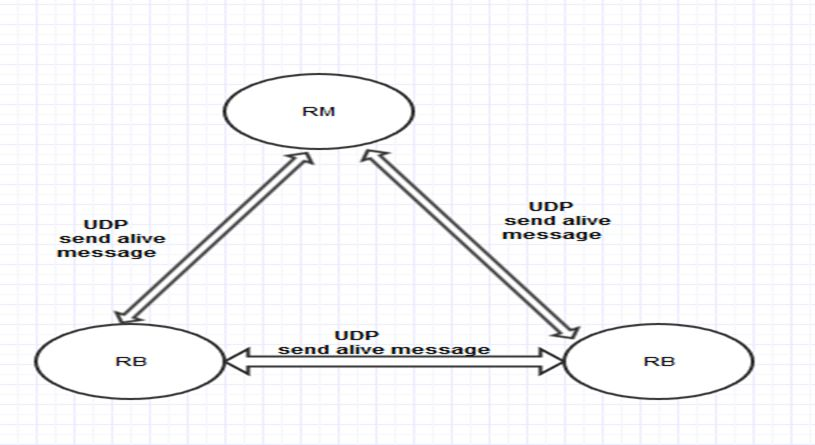 RM
UDP
send alive
message
UDP
send alive
message
UDP
send alive message
RB
RB